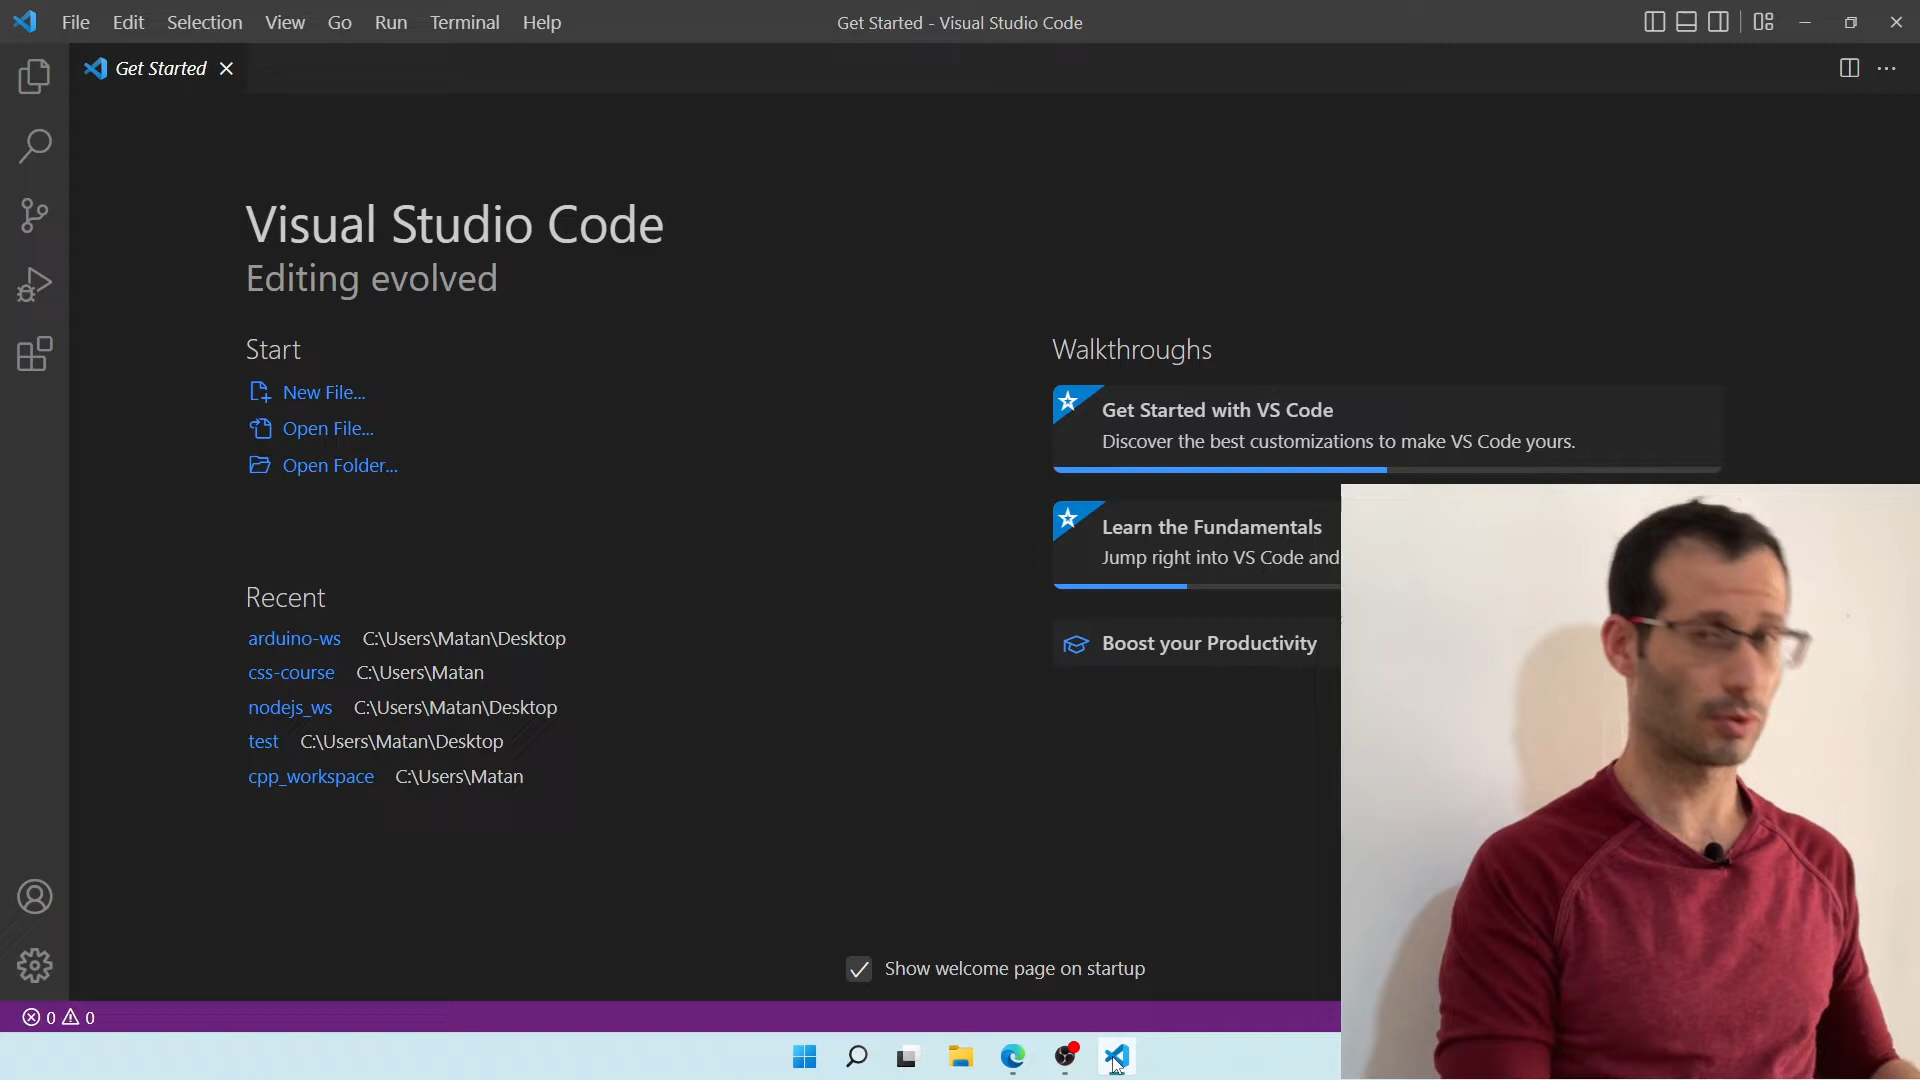 File Edit Selection View Go Run Terminal Help
Get Started - Visual Studio Code
Get Started
Visual Studio Code
Editing evolved
Start
New File...
Open File...
Open Folder...
Recent
arduino-ws C:\Users\Matan\Desktop
css-course C:\Users\Matan
nodejs_ws C:\Users\Matan\Desktop
test C:\Users\Matan\Desktop
cpp_workspace C:\Users\Matan
Walkthroughs
Get Started with VS Code
Discover the best customizations to make VS Code yours.
Learn the Fundamentals
Jump right into VS Code and
Boost your Productivity
Show welcome page on startup
0 0